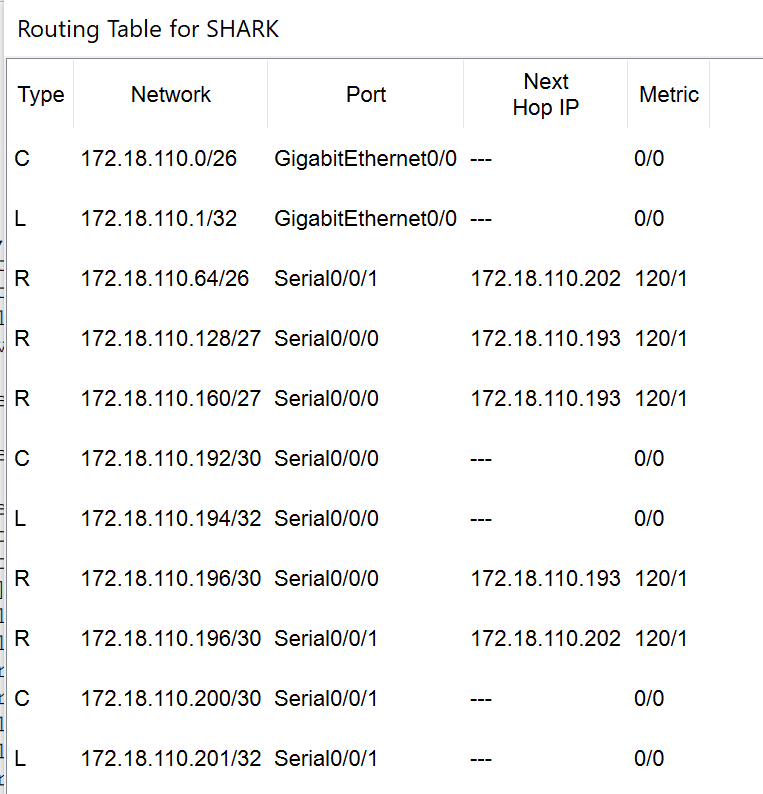 Routing Table for SHARK
Type Network Port Next Hop IP Metric
C 172.18.110.0/26 GigabitEthernet0/0 --- 0/0
L 172.18.110.1/32 GigabitEthernet0/0 --- 0/0
R 172.18.110.64/26 Serial0/0/1 172.18.110.202 120/1
R 172.18.110.128/27 Serial0/0/0 172.18.110.193 120/1
R 172.18.110.160/27 Serial0/0/0 172.18.110.193 120/1
C 172.18.110.192/30 Serial0/0/0 --- 0/0
L 172.18.110.194/32 Serial0/0/0 --- 0/0
R 172.18.110.196/30 Serial0/0/0 172.18.110.193 120/1
R 172.18.110.196/30 Serial0/0/1 172.18.110.202 120/1
C 172.18.110.200/30 Serial0/0/1 --- 0/0
L 172.18.110.201/32 Serial0/0/1 --- 0/0